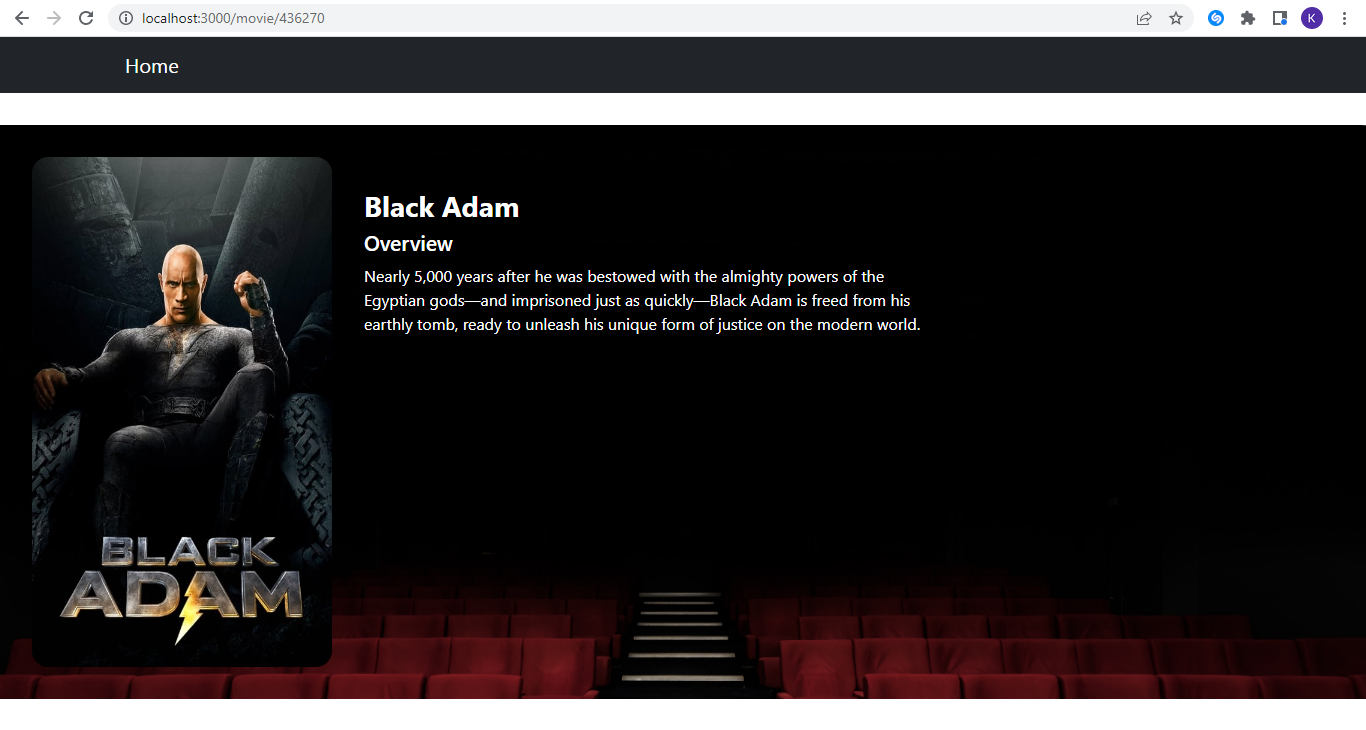 localhost:3000/movie/436270
K
Home
Black Adam
Overview
Nearly 5,000 years after he was bestowed with the almighty powers of the
Egyptian gods—and imprisoned just as quickly—Black Adam is freed from his
earthly tomb, ready to unleash his unique form of justice on the modern world.
BLACK
ADAM